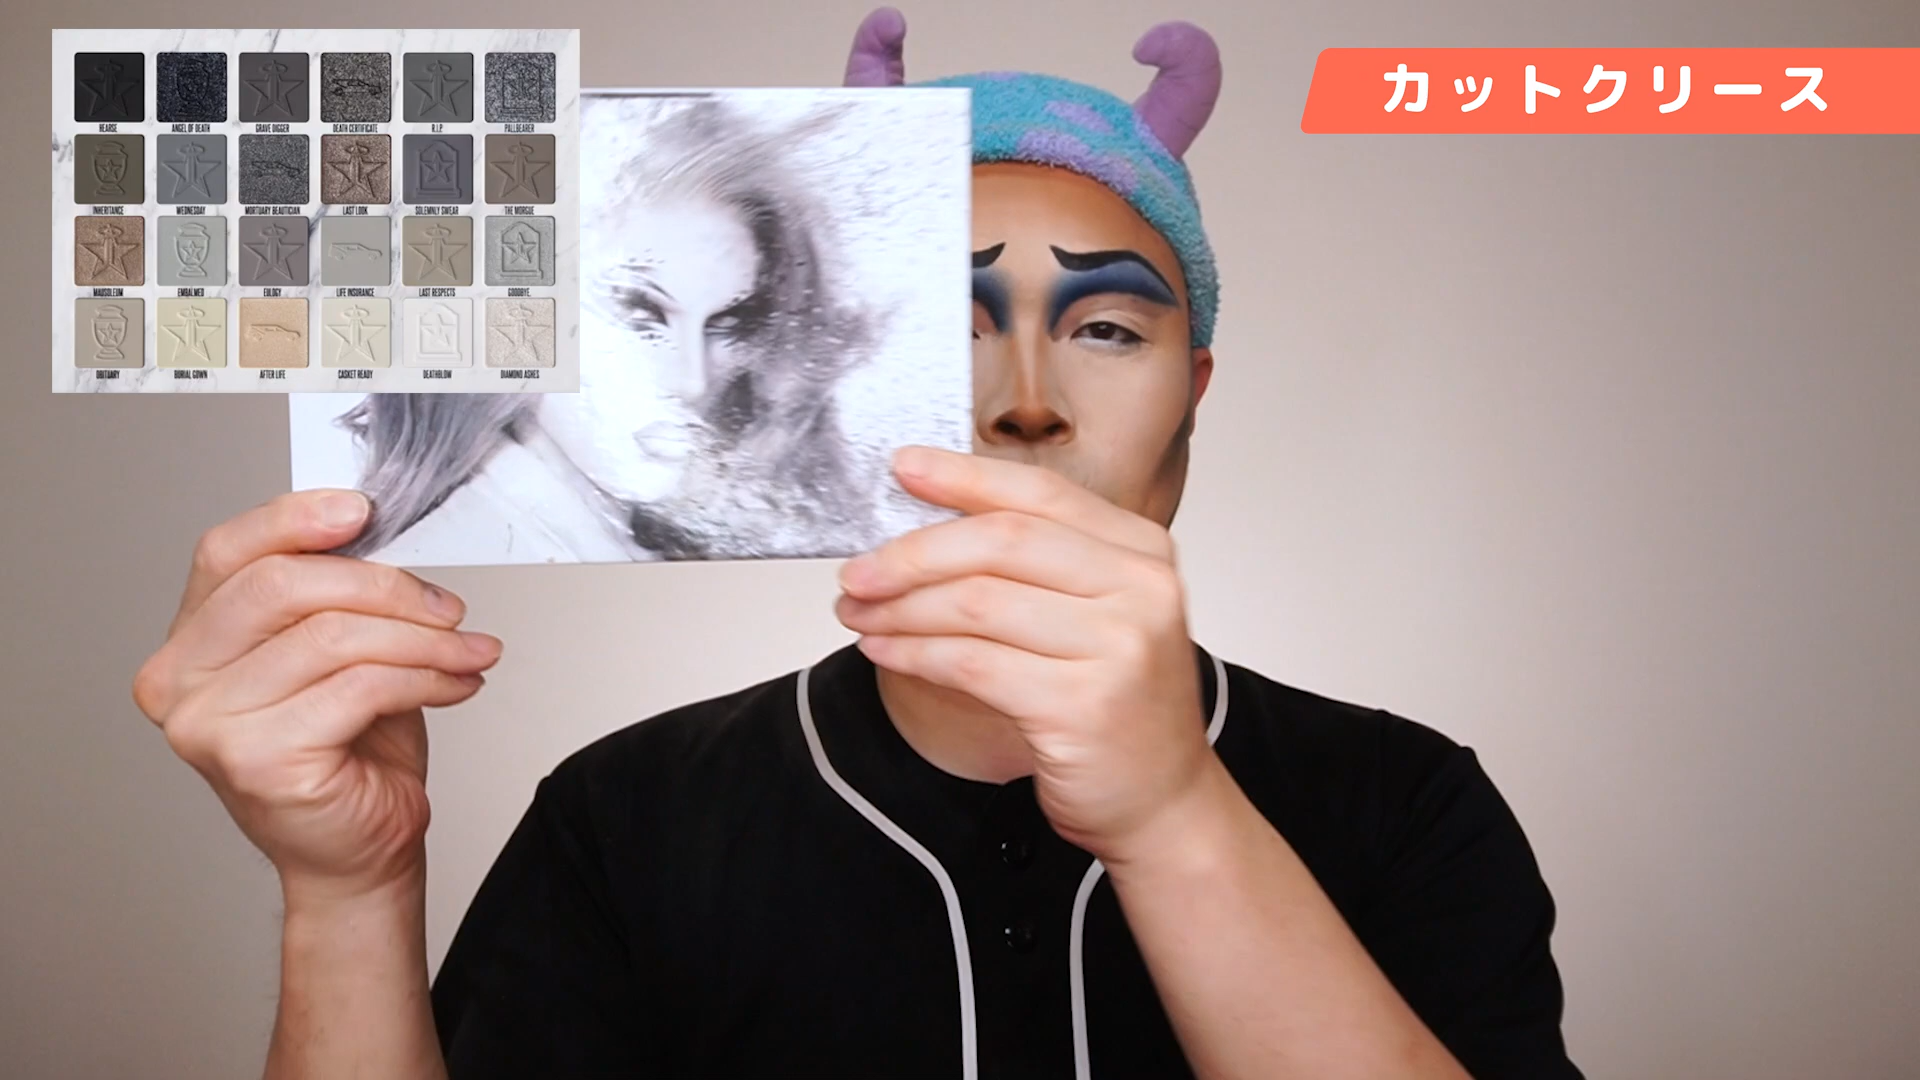 カットクリース
HEARSE ANGEL OF DEATH GRAVE DIGGER DEATH CERTIFICATE R.I.P. PALLBEARER
INHERITANCE WEDNESDAY MORTUARY BEAUTICIAN LAST LOOK SOLEMNLY SWEAR THE MORGUE
MAUSOLEUM EMBALMED EULOGY LIFE INSURANCE LAST RESPECTS GOODBYE.
OBITUARY BURIAL GOWN AFTER LIFE CASKET READY DEATHBLOW DIAMOND ASHES